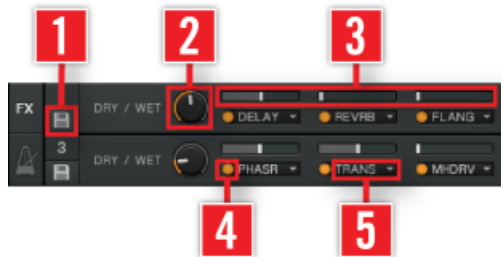 1 2 3
FX DRY / WET DELAY REVRB FLANG
3
DRY / WET PHASR TRANS MHDRV
4 5